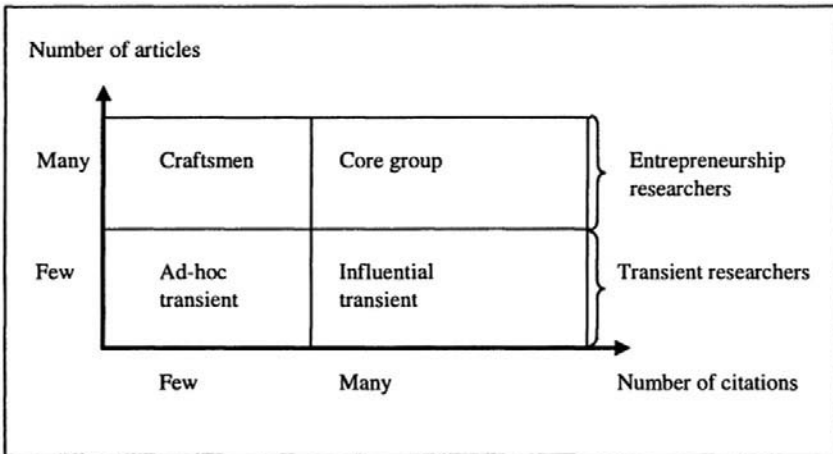 Number of articles
Many
Craftsmen
Core group
Entrepreneurship
researchers
Few
Ad-hoc
transient
Influential
transient
Transient researchers
Few
Many
Number of citations